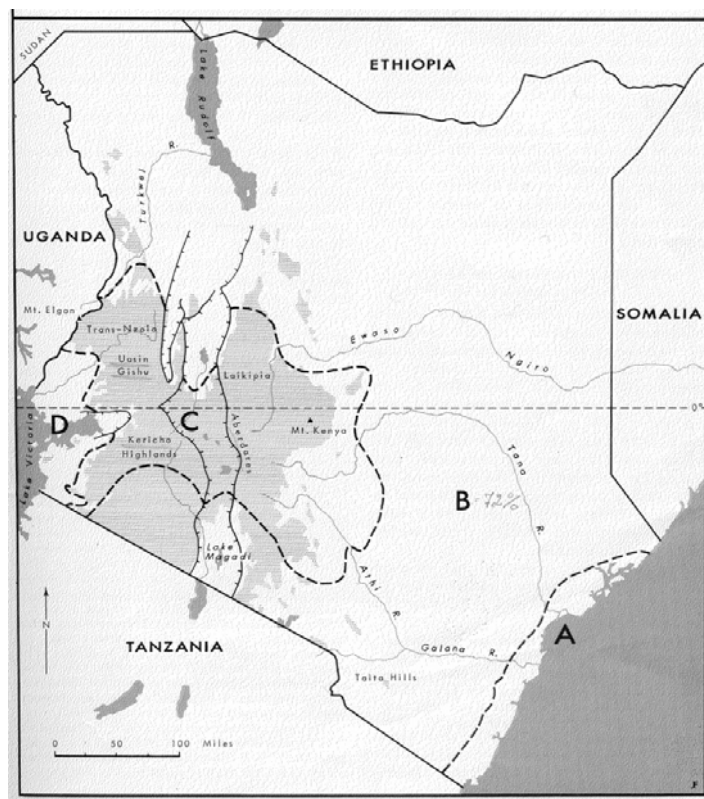 SUDAN
ETHIOPIA
Lake Rudolf
R.
Turkwel
UGANDA
Mt. Elgon
SOMALIA
Trans-Nzoia
Ewaso
Ngiro
Uasin
Gishu
Laikipia
0°
D
C
Mt. Kenya
Lake Victoria
Kericho
Highlands
Aberdares
Tana
R.
B
72%
Lake
Magadi
Athi R.
A
N
TANZANIA
Galana R.
Taita Hills
0 50 100 Miles